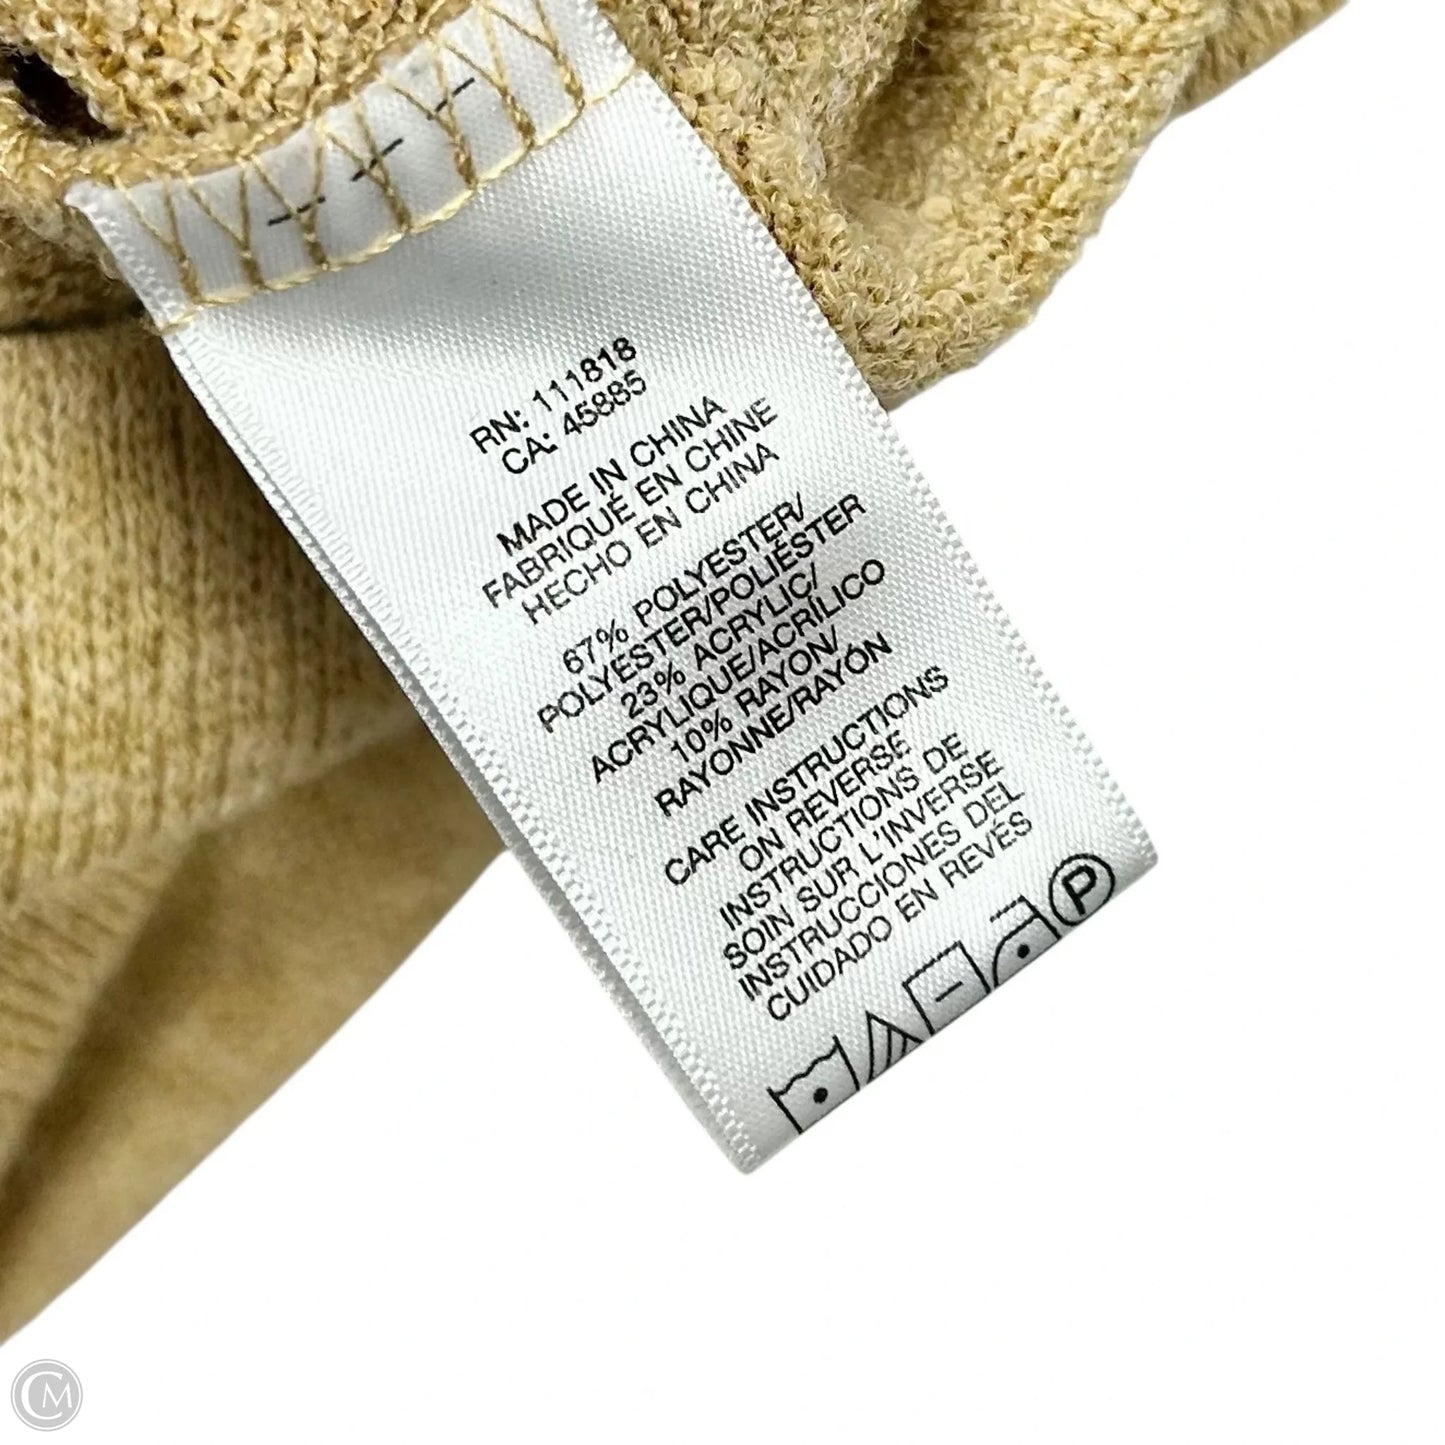 RN: 111818
CA: 45885
MADE IN CHINA
FABRIQUÉ EN CHINE
HECHO EN CHINA
67% POLYESTER/
POLYESTER/POLIÉSTER
23% ACRYLIC/
ACRYLIQUE/ACRÍLICO
10% RAYON/
RAYONNE/RAYÓN
CARE INSTRUCTIONS
ON REVERSE
INSTRUCTIONS DE
SOIN SUR L'INVERSE
INSTRUCCIONES DEL
CUIDADO EN REVÉS
P
CM